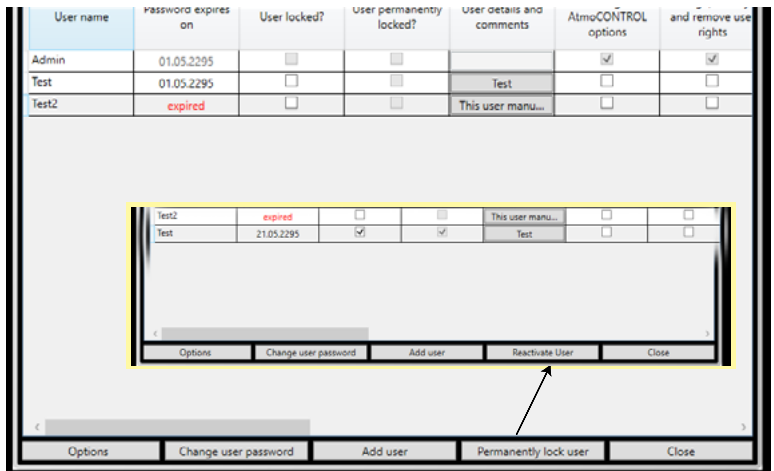 User name
Password expires
on
User locked?
User permanently
locked?
User details and
comments
AtmoCONTROL
options
and remove use
rights
Admin 01.05.2295
Test 01.05.2295 Test
Test2 expired This user manu...
Test2 expired This user manu...
Test 21.05.2295 Test
Options Change user password Add user Reactivate User Close
Options Change user password Add user Permanently lock user Close